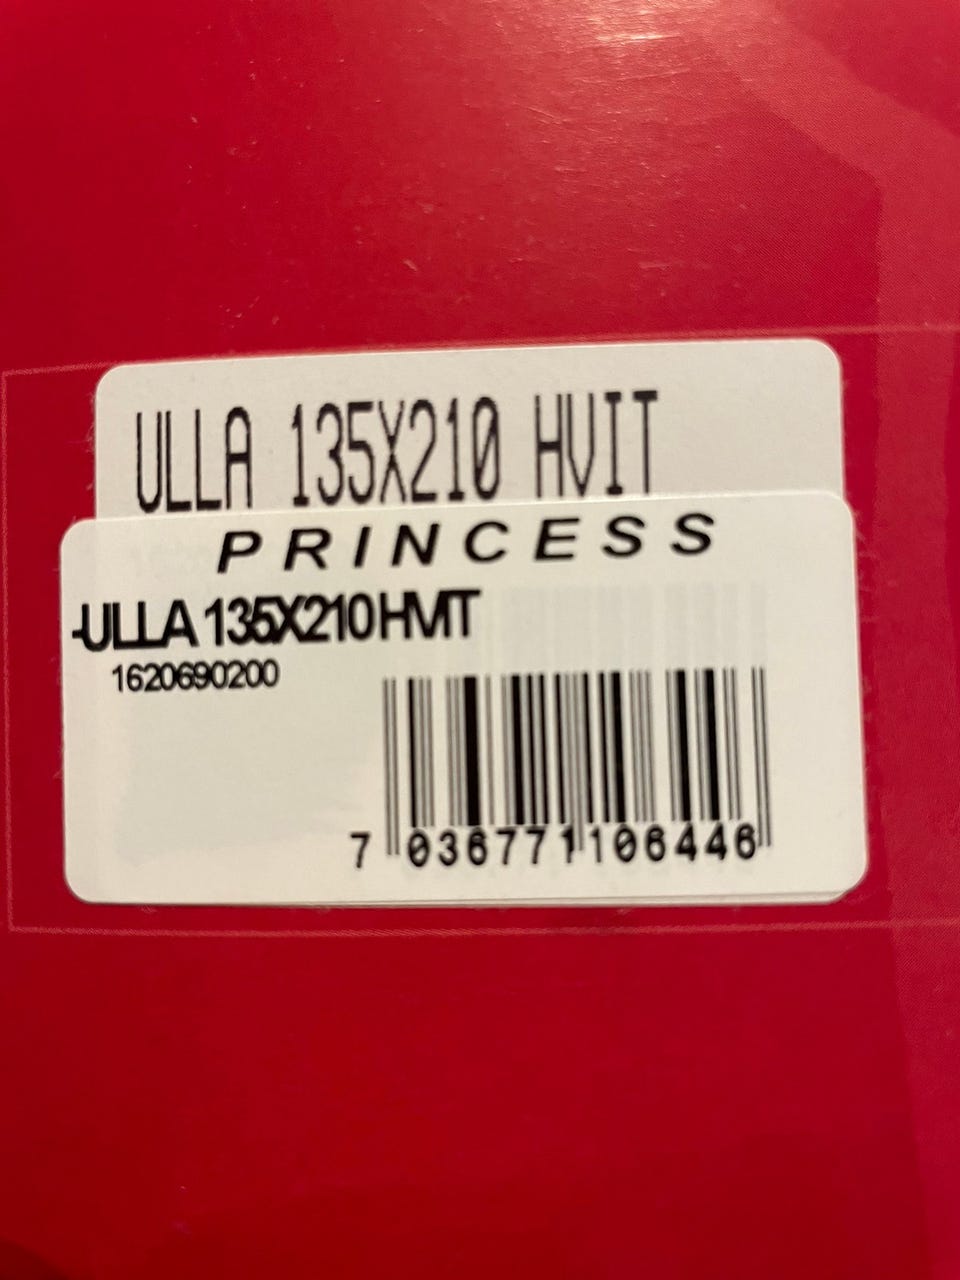 ULLA 135X210 HVIT
PRINCESS
-ULLA 135X210 HVIT
1620690200
7 036771 106446